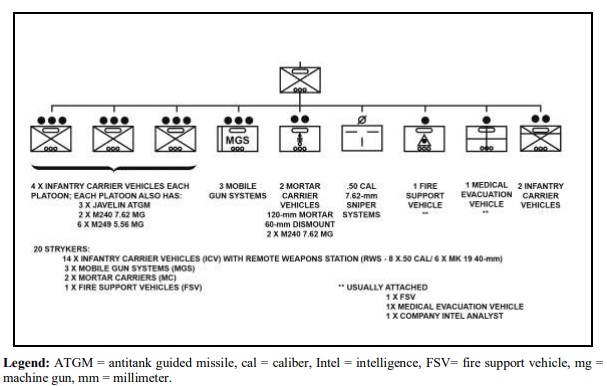 MGS
4 X INFANTRY CARRIER VEHICLES EACH
PLATOON; EACH PLATOON ALSO HAS:
3 X JAVELIN ATGM
2 X M240 7.62 MG
6 X M249 5.56 MG
3 MOBILE
GUN SYSTEMS
2 MORTAR
CARRIER
VEHICLES
120-mm MORTAR
60-mm DISMOUNT
2 X M240 7.62 MG
.50 CAL
7.62-mm
SNIPER
SYSTEMS
1 FIRE
SUPPORT
VEHICLE
**
1 MEDICAL
EVACUATION
VEHICLE
**
2 INFANTRY
CARRIER
VEHICLES
20 STRYKERS:
14 X INFANTRY CARRIER VEHICLES (ICV) WITH REMOTE WEAPONS STATION (RWS - 8 X.50 CAL/ 6 X MK 19 40-mm)
3 X MOBILE GUN SYSTEMS (MGS)
2 X MORTAR CARRIERS (MC)
1 X FIRE SUPPORT VEHICLES (FSV)
** USUALLY ATTACHED
1 X FSV
1X MEDICAL EVACUATION VEHICLE
1 X COMPANY INTEL ANALYST
Legend: ATGM = antitank guided missile, cal = caliber, Intel = intelligence, FSV= fire support vehicle, mg =
machine gun, mm = millimeter.